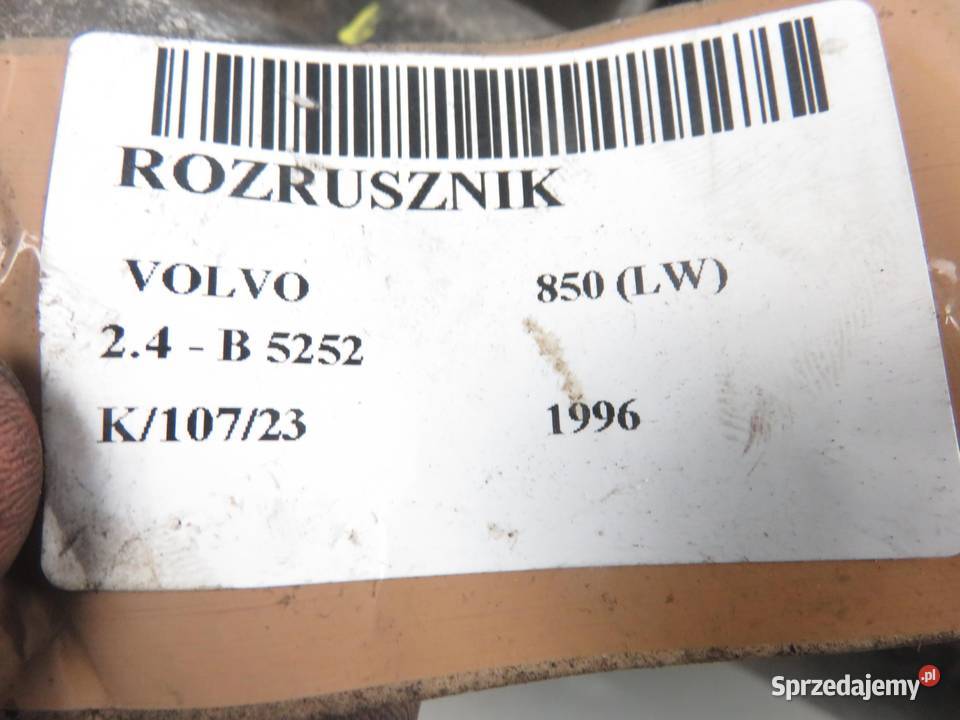 ROZRUSZNIK
VOLVO 850 (LW)
2.4 - B 5252
K/107/23 1996
Sprzedajemy.pl